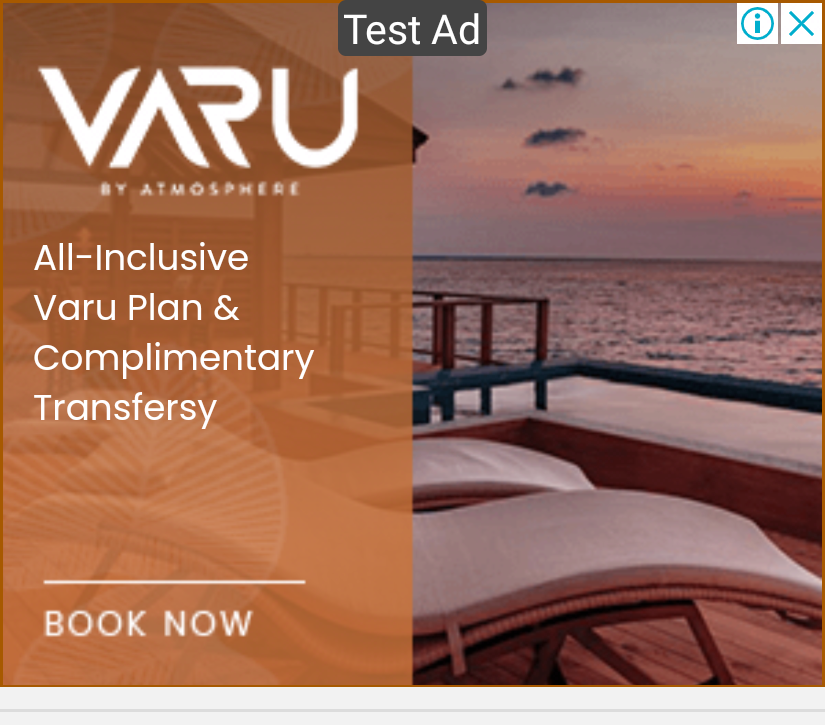 Test Ad
VARU
BY ATMOSPHERE
All-Inclusive
Varu Plan &
Complimentary
Transfersy
BOOK NOW